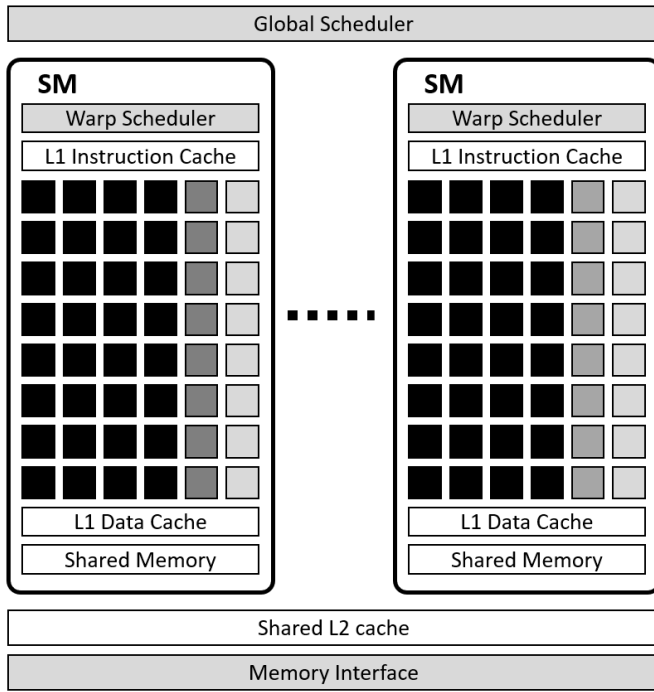 Global Scheduler
SM
Warp Scheduler
L1 Instruction Cache
L1 Data Cache
Shared Memory
SM
Warp Scheduler
L1 Instruction Cache
L1 Data Cache
Shared Memory
Shared L2 cache
Memory Interface